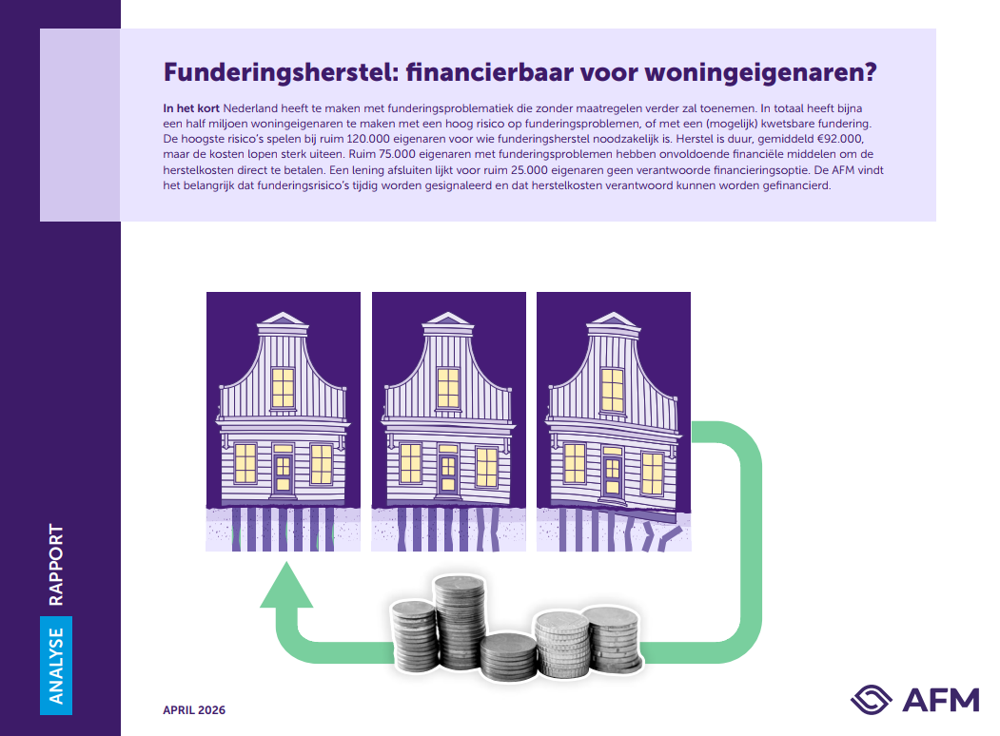 Funderingsherstel: financierbaar voor woningeigenaren?
In het kort Nederland heeft te maken met funderingsproblematiek die zonder maatregelen verder zal toenemen. In totaal heeft bijna
een half miljoen woningeigenaren te maken met een hoog risico op funderingsproblemen, of met een (mogelijk) kwetsbare fundering.
De hoogste risico's spelen bij ruim 120.000 eigenaren voor wie funderingsherstel noodzakelijk is. Herstel is duur, gemiddeld €92.000,
maar de kosten lopen sterk uiteen. Ruim 75.000 eigenaren met funderingsproblemen hebben onvoldoende financiële middelen om de
herstelkosten direct te betalen. Een lening afsluiten lijkt voor ruim 25.000 eigenaren geen verantwoorde financieringsoptie. De AFM vindt
het belangrijk dat funderingsrisico's tijdig worden gesignaleerd en dat herstelkosten verantwoord kunnen worden gefinancierd.
ANALYSE RAPPORT
APRIL 2026
AFM